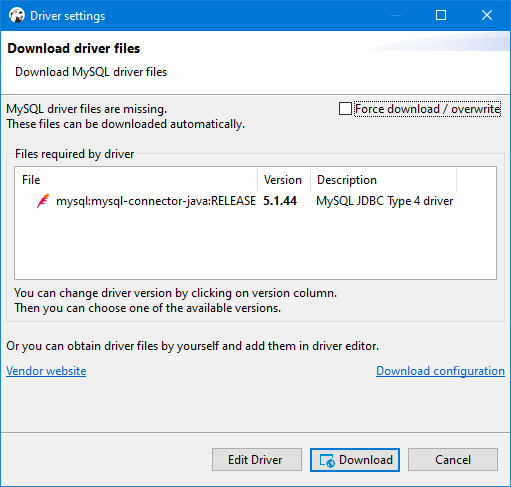 Driver settings
Download driver files
Download MySQL driver files
MySQL driver files are missing.
Force download / overwrite
These files can be downloaded automatically.
Files required by driver
File Version Description
mysql:mysql-connector-java:RELEASE 5.1.44 MySQL JDBC Type 4 driver
You can change driver version by clicking on version column.
Then you can choose one of the available versions.
Or you can obtain driver files by yourself and add them in driver editor.
Vendor website Download configuration
Edit Driver Download Cancel